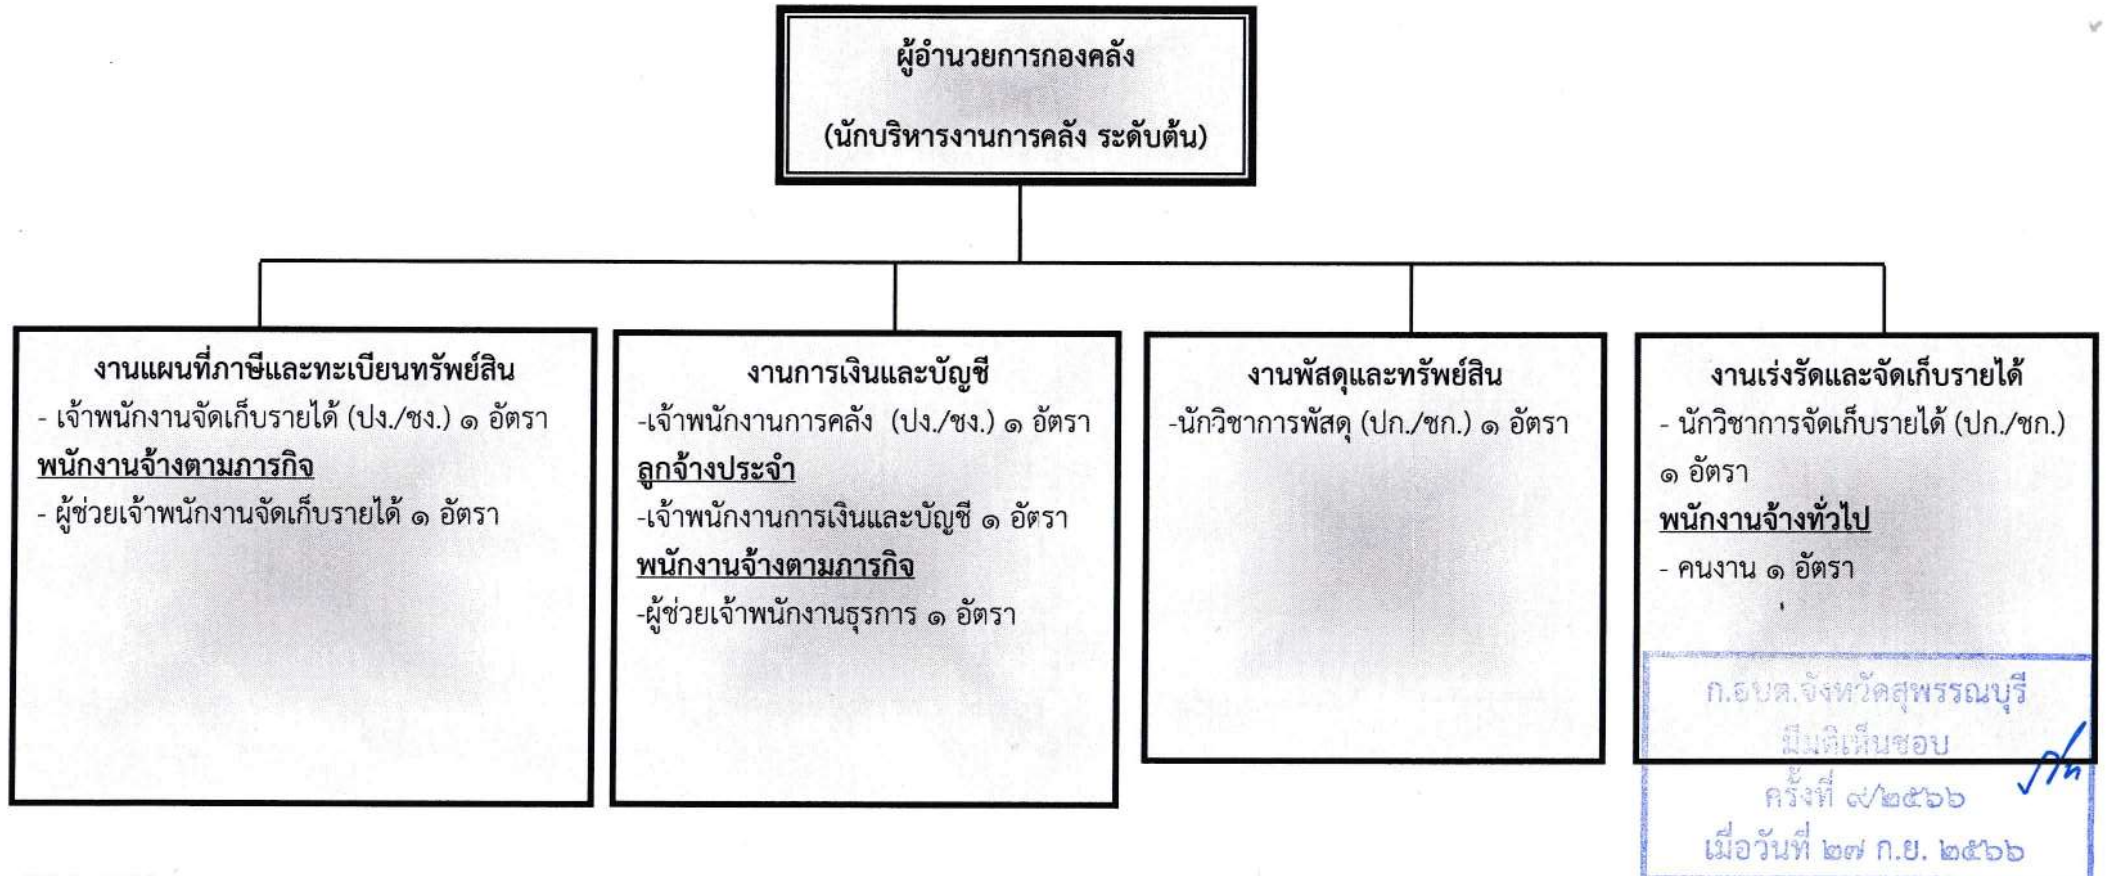 ผู้อำนวยการกองคลัง
(นักบริหารงานการคลัง ระดับต้น)
งานแผนที่ภาษีและทะเบียนทรัพย์สิน
- เจ้าพนักงานจัดเก็บรายได้ (ปง./ชง.) ๑ อัตรา
พนักงานจ้างตามภารกิจ
- ผู้ช่วยเจ้าพนักงานจัดเก็บรายได้ ๑ อัตรา
งานการเงินและบัญชี
-เจ้าพนักงานการคลัง (ปง./ชง.) ๑ อัตรา
ลูกจ้างประจำ
-เจ้าพนักงานการเงินและบัญชี ๑ อัตรา
พนักงานจ้างตามภารกิจ
-ผู้ช่วยเจ้าพนักงานธุรการ ๑ อัตรา
งานพัสดุและทรัพย์สิน
-นักวิชาการพัสดุ (ปก./ชก.) ๑ อัตรา
งานเร่งรัดและจัดเก็บรายได้
- นักวิชาการจัดเก็บรายได้ (ปก./ชก.)
๑ อัตรา
พนักงานจ้างทั่วไป
- คนงาน ๑ อัตรา
ก.อบต.จังหวัดสุพรรณบุรี
มีมติเห็นชอบ
ครั้งที่ ๙/๒๕๖๖
เมื่อวันที่ ๒๗ ก.ย. ๒๕๖๖